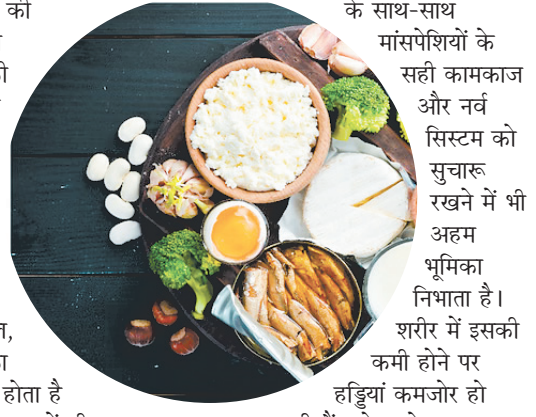 की
के साथ-साथ
मांसपेशियों के
सही कामकाज
और नर्व
सिस्टम को
सुचारू
रखने में भी
अहम
भूमिका
निभाता है।
शरीर में इसकी
कमी होने पर
होता है
हड्डियां कमजोर हो